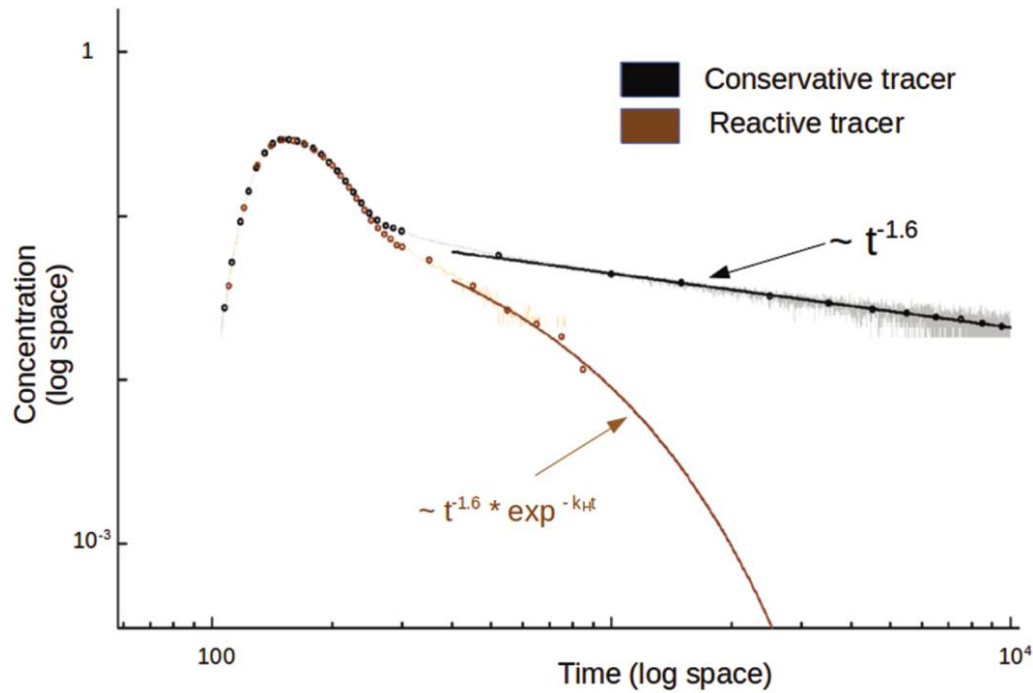 1
Conservative tracer
Reactive tracer
~ t^-1.6
Concentration
(log space)
~ t^-1.6 * exp^-k_Ht
10^-3
100
Time (log space)
10^4